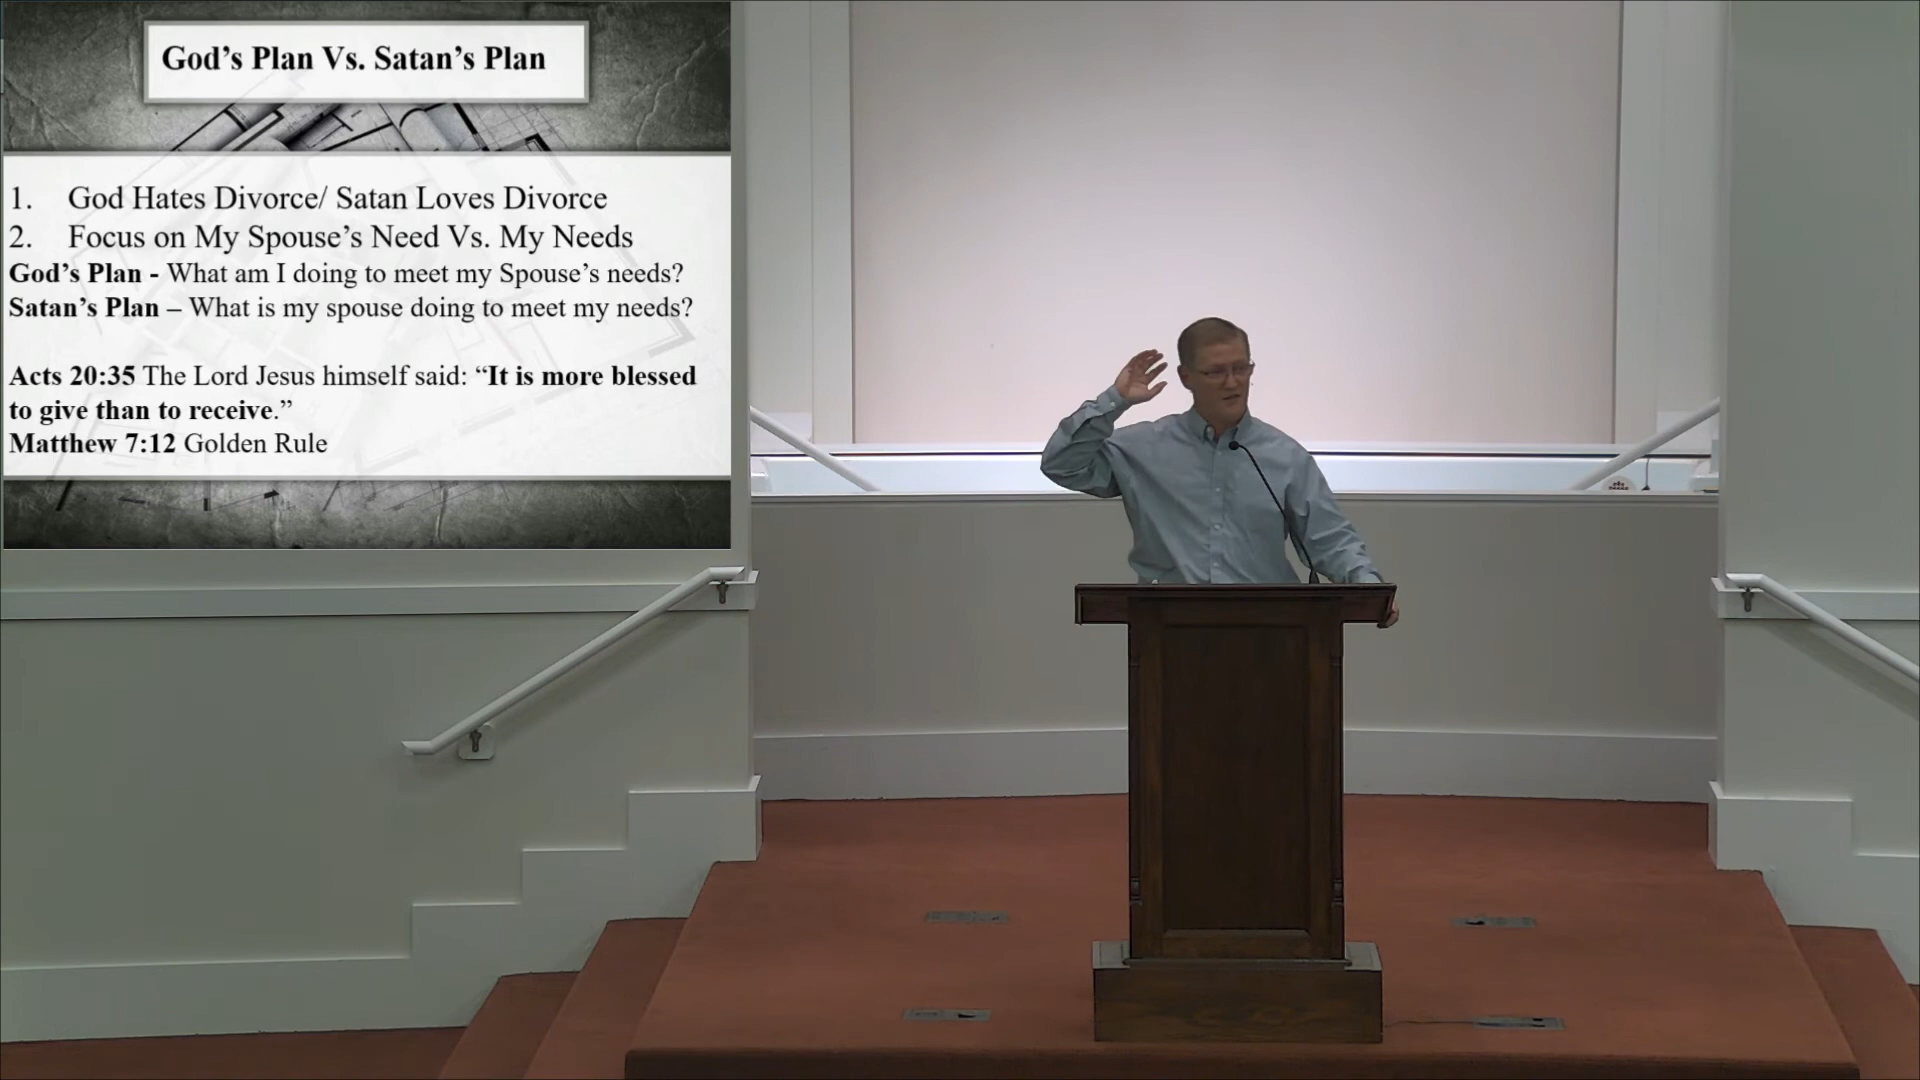 God's Plan Vs. Satan's Plan
1. God Hates Divorce/ Satan Loves Divorce
2. Focus on My Spouse's Need Vs. My Needs
God's Plan - What am I doing to meet my Spouse's needs?
Satan's Plan – What is my spouse doing to meet my needs?
Acts 20:35 The Lord Jesus himself said: “It is more blessed
to give than to receive.”
Matthew 7:12 Golden Rule